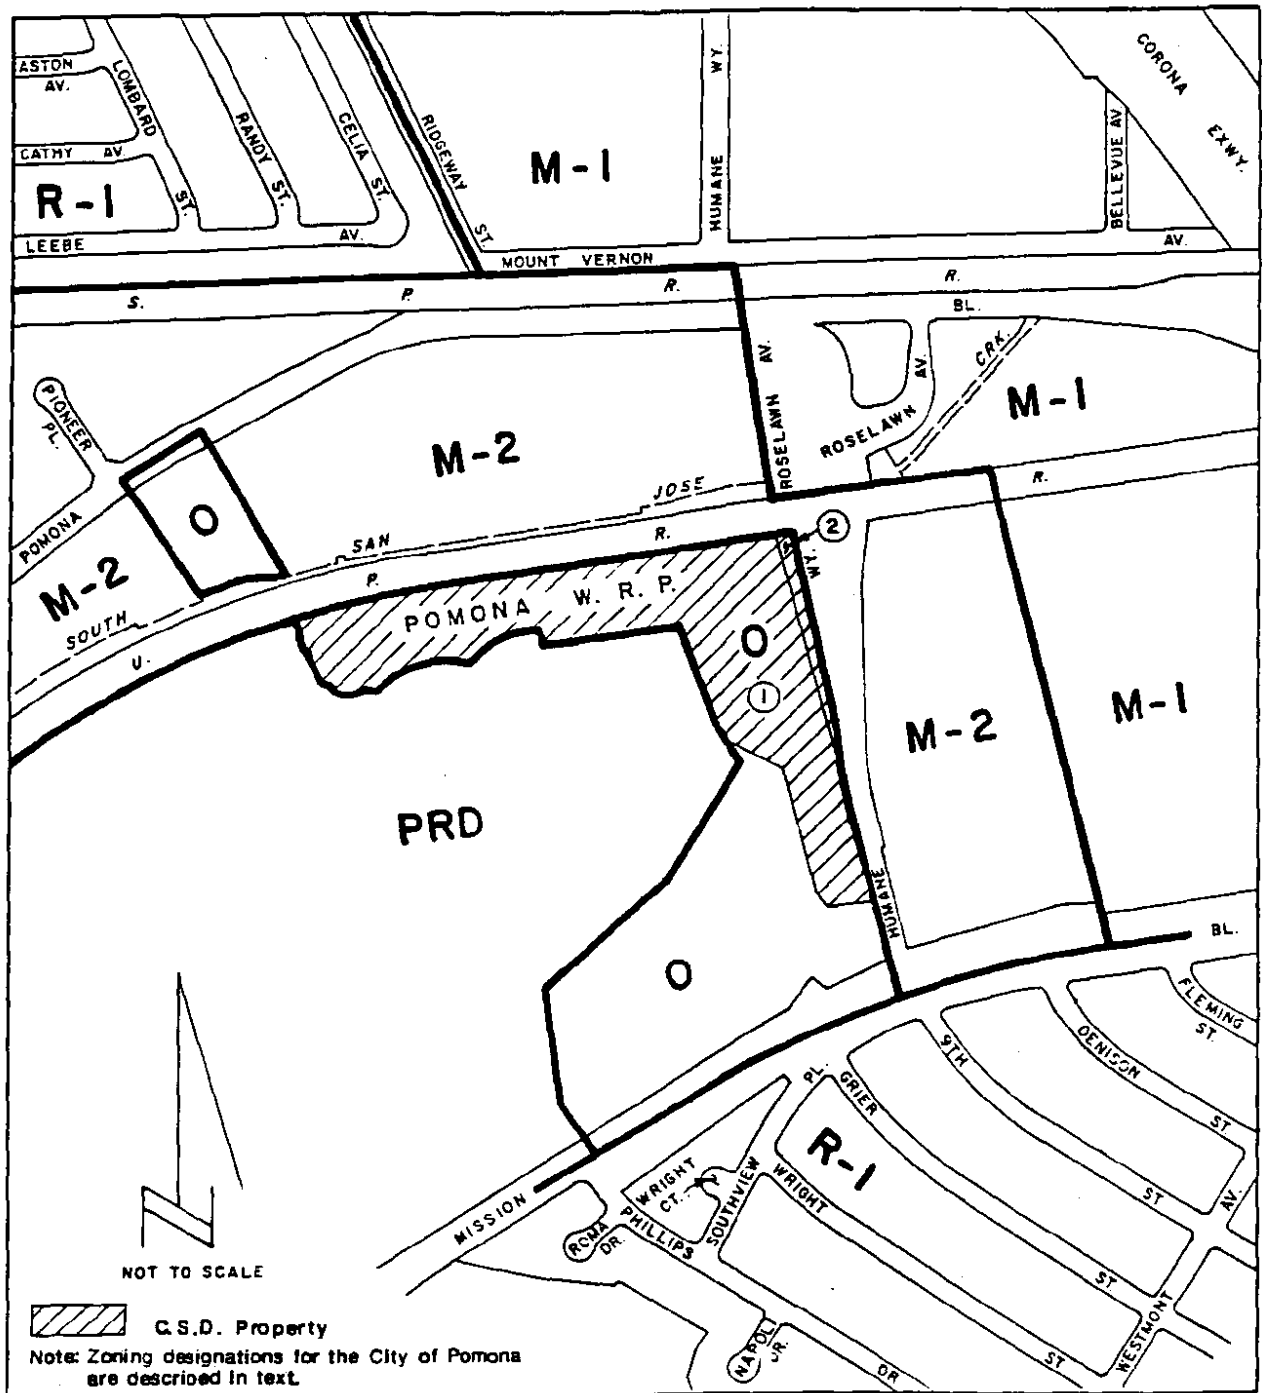 ASTON
AV.
LOMBARD
ST.
RANDY
ST.
CELIA
ST.
RIDGEWAY
ST.
M-1
HUMANE WY.
BELLEVUE AV.
CORONA
EXWY.
CATHY AV.
R-1
LEEBE AV.
MOUNT VERNON AV.
S. P. R. R.
BL.
ROSELAWN AV.
ROSELAWN AV.
CRK.
M-1
PIONEER
PL.
M-2
POMONA
O
SOUTH SAN JOSE
M-2
U. P. R. R.
2
WY.
POMONA W. R. P.
O
1
M-2
M-1
PRD
HUMANE
O
BL.
FLEMING
ST.
DENISON
ST.
9TH
PL.
GRIER
ST
R-1
WRIGHT
CT.
SOUTHVIEW
WRIGHT
ST.
AV.
MISSION
ROMA
DR.
PHILLIPS
DR
NAPOLI
DR.
ST
WESTMONT
N
NOT TO SCALE
C.S.D. Property
Note: Zoning designations for the City of Pomona
are described in text.